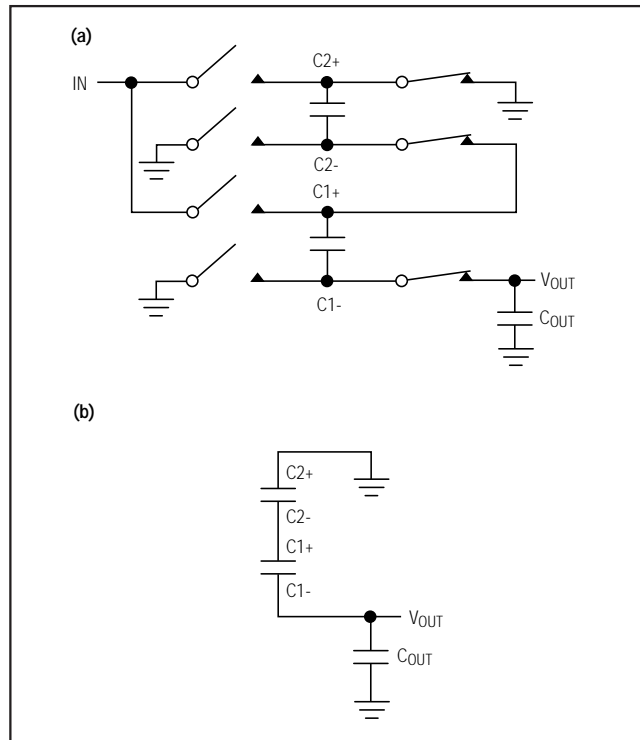 (a)
C2+
IN
C2-
C1+
VOUT
C1-
COUT
(b)
C2+
C2-
C1+
C1-
VOUT
COUT